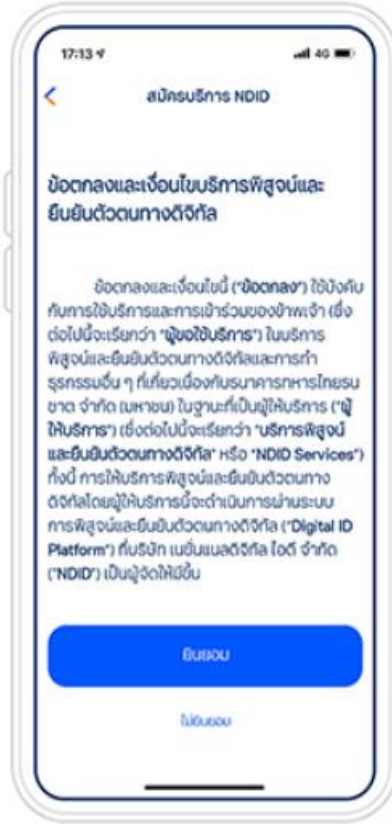 17:13
4G
สมัครบริการ NDID
ข้อตกลงและเงื่อนไขบริการพิสูจน์และ
ยืนยันตัวตนทางดิจิทัล
ข้อตกลงและเงื่อนไขนี้ ("ข้อตกลง") ใช้บังคับ
กับการใช้บริการและการเข้าร่วมของข้าพเจ้า (ซึ่ง
ต่อไปนี้จะเรียกว่า "ผู้ขอใช้บริการ") ในบริการ
พิสูจน์และยืนยันตัวตนทางดิจิทัลและการทำ
ธุรกรรมอื่น ๆ ที่เกี่ยวเนื่องกับธนาคารทหารไทยธน
ชาต จำกัด (มหาชน) ในฐานะที่เป็นผู้ให้บริการ ("ผู้
ให้บริการ") (ซึ่งต่อไปนี้จะเรียกว่า "บริการพิสูจน์
และยืนยันตัวตนทางดิจิทัล" หรือ "NDID Services")
ทั้งนี้ การให้บริการพิสูจน์และยืนยันตัวตนทาง
ดิจิทัลโดยผู้ให้บริการนี้จะดำเนินการผ่านระบบ
การพิสูจน์และยืนยันตัวตนทางดิจิทัล ("Digital ID
Platform") ที่บริษัท เนชั่นแนลดิจิทัล ไอดี จำกัด
("NDID") เป็นผู้จัดให้มีขึ้น
ยินยอม
ไม่ยินยอม